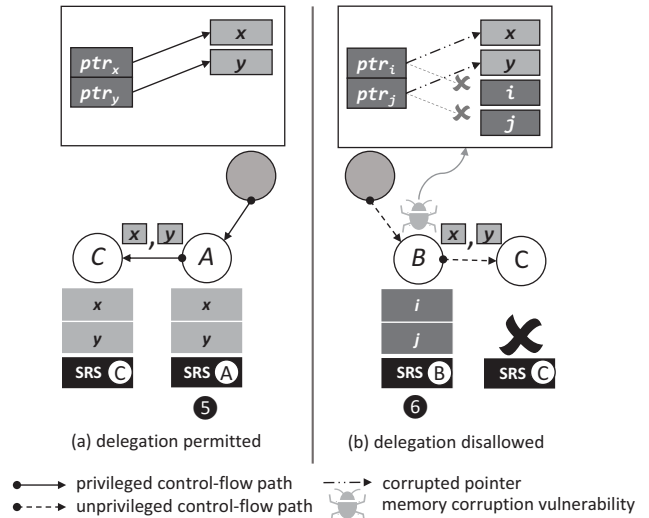 x
ptrₓ
y
ptrᵧ
x , y
C
A
x
x
y
y
SRS C
SRS A
5
(a) delegation permitted
x
ptrᵢ
y
ptrⱼ
i
j
x , y
B
C
i
j
SRS B
SRS C
6
(b) delegation disallowed
privileged control-flow path
corrupted pointer
unprivileged control-flow path
memory corruption vulnerability